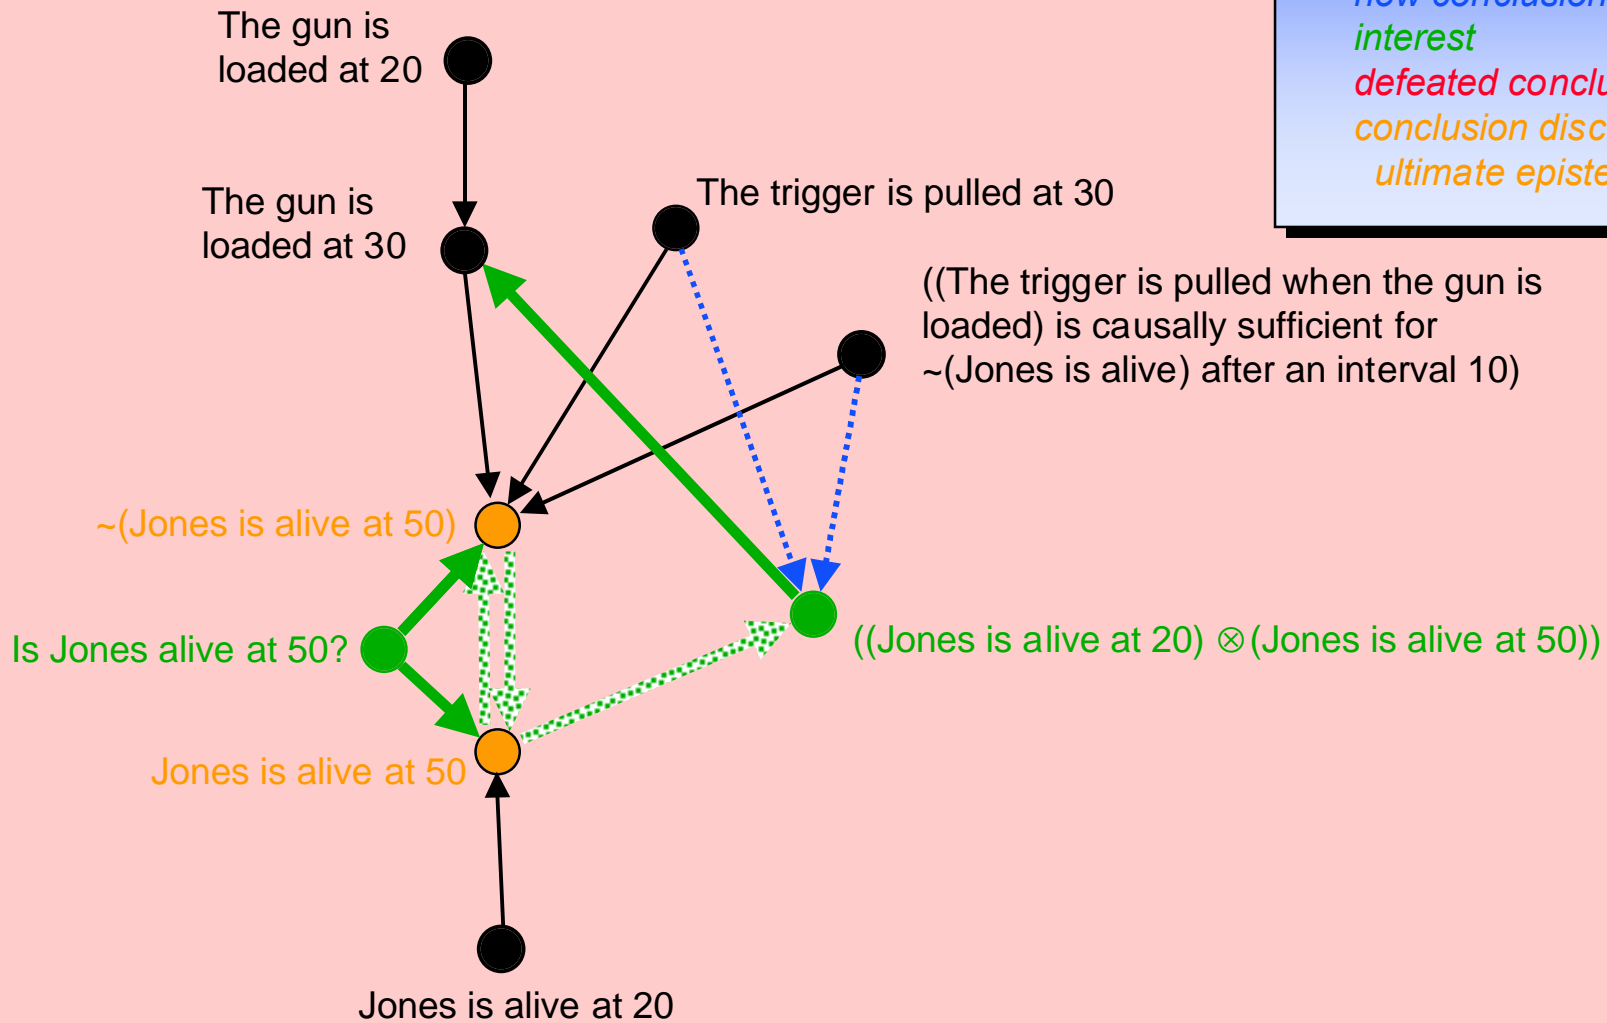 The gun is
loaded at 20
interest
defeated
conclusion
ultimate
The gun is
loaded at 30
The trigger is pulled at 30
((The trigger is pulled when the gun is
loaded) is causally sufficient for
~(Jones is alive) after an interval 10)
~(Jones is alive at 50)
Is Jones alive at 50?
((Jones is alive at 20) ⊗(Jones is alive at 50))
Jones is alive at 50
Jones is alive at 20